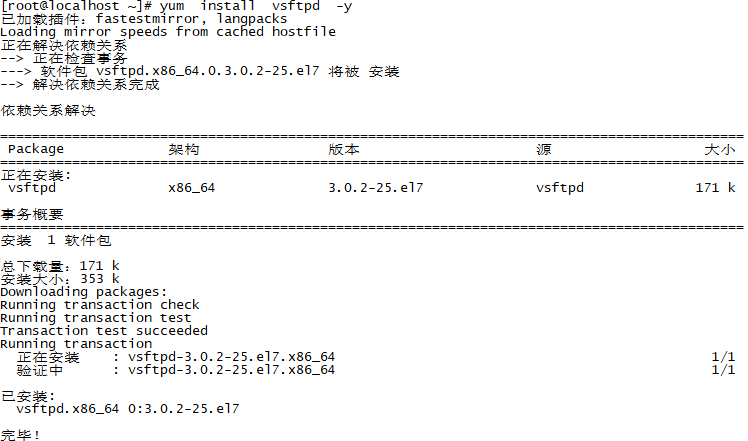 [root@localhost ~]# yum  install  vsftpd  -y
已加载插件：fastestmirror, langpacks
Loading mirror speeds from cached hostfile
正在解决依赖关系
--> 正在检查事务
---> 软件包 vsftpd.x86_64.0.3.0.2-25.el7 将被 安装
--> 解决依赖关系完成

依赖关系解决

================================================================================
 Package             架构                版本                      源                   大小
================================================================================
正在安装:
 vsftpd              x86_64              3.0.2-25.el7              vsftpd              171 k

事务概要
================================================================================
安装  1 软件包

总下载量：171 k
安装大小：353 k
Downloading packages:
Running transaction check
Running transaction test
Transaction test succeeded
Running transaction
  正在安装    : vsftpd-3.0.2-25.el7.x86_64                                               1/1
  验证中      : vsftpd-3.0.2-25.el7.x86_64                                               1/1

已安装:
  vsftpd.x86_64 0:3.0.2-25.el7

完毕！